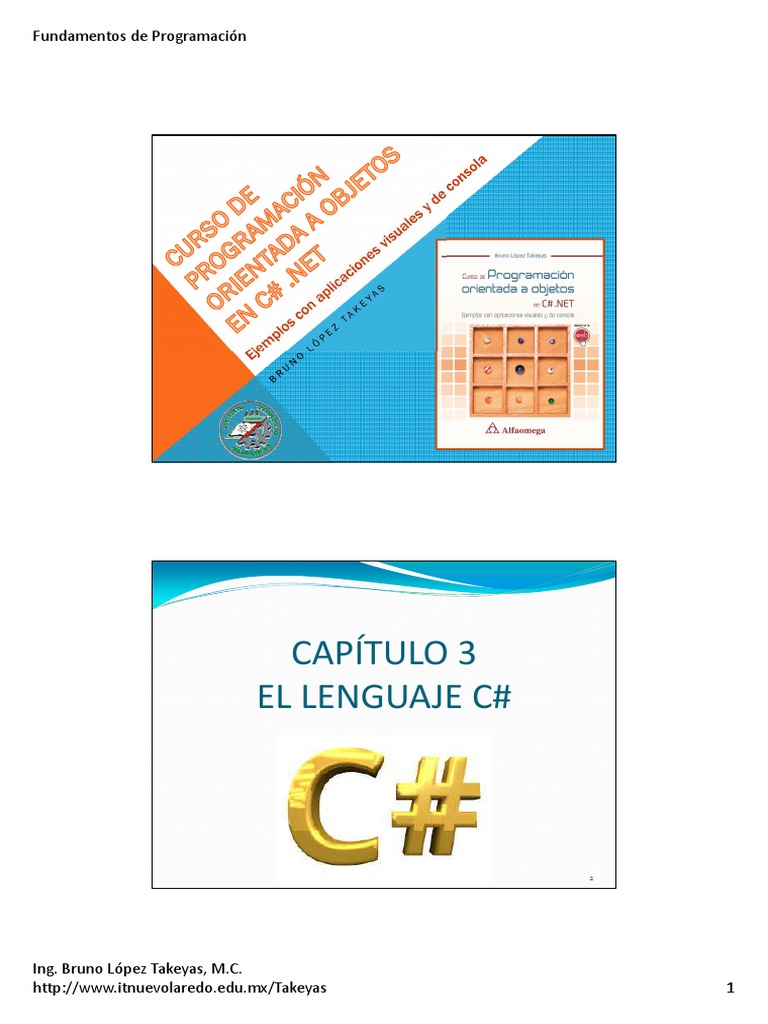 Fundamentos de Programación
CURSO DE
PROGRAMACIÓN
ORIENTADA A OBJETOS
EN C# .NET
Ejemplos con aplicaciones visuales y de consola
BRUNO LÓPEZ TAKEYAS
Bruno López Takeyas
Curso de Programación
orientada a objetos
en C# .NET
Ejemplos con aplicaciones visuales y de consola
Alfaomega
CAPÍTULO 3
EL LENGUAJE C#
C#
Ing. Bruno López Takeyas, M.C.
http://www.itnuevolaredo.edu.mx/Takeyas
1